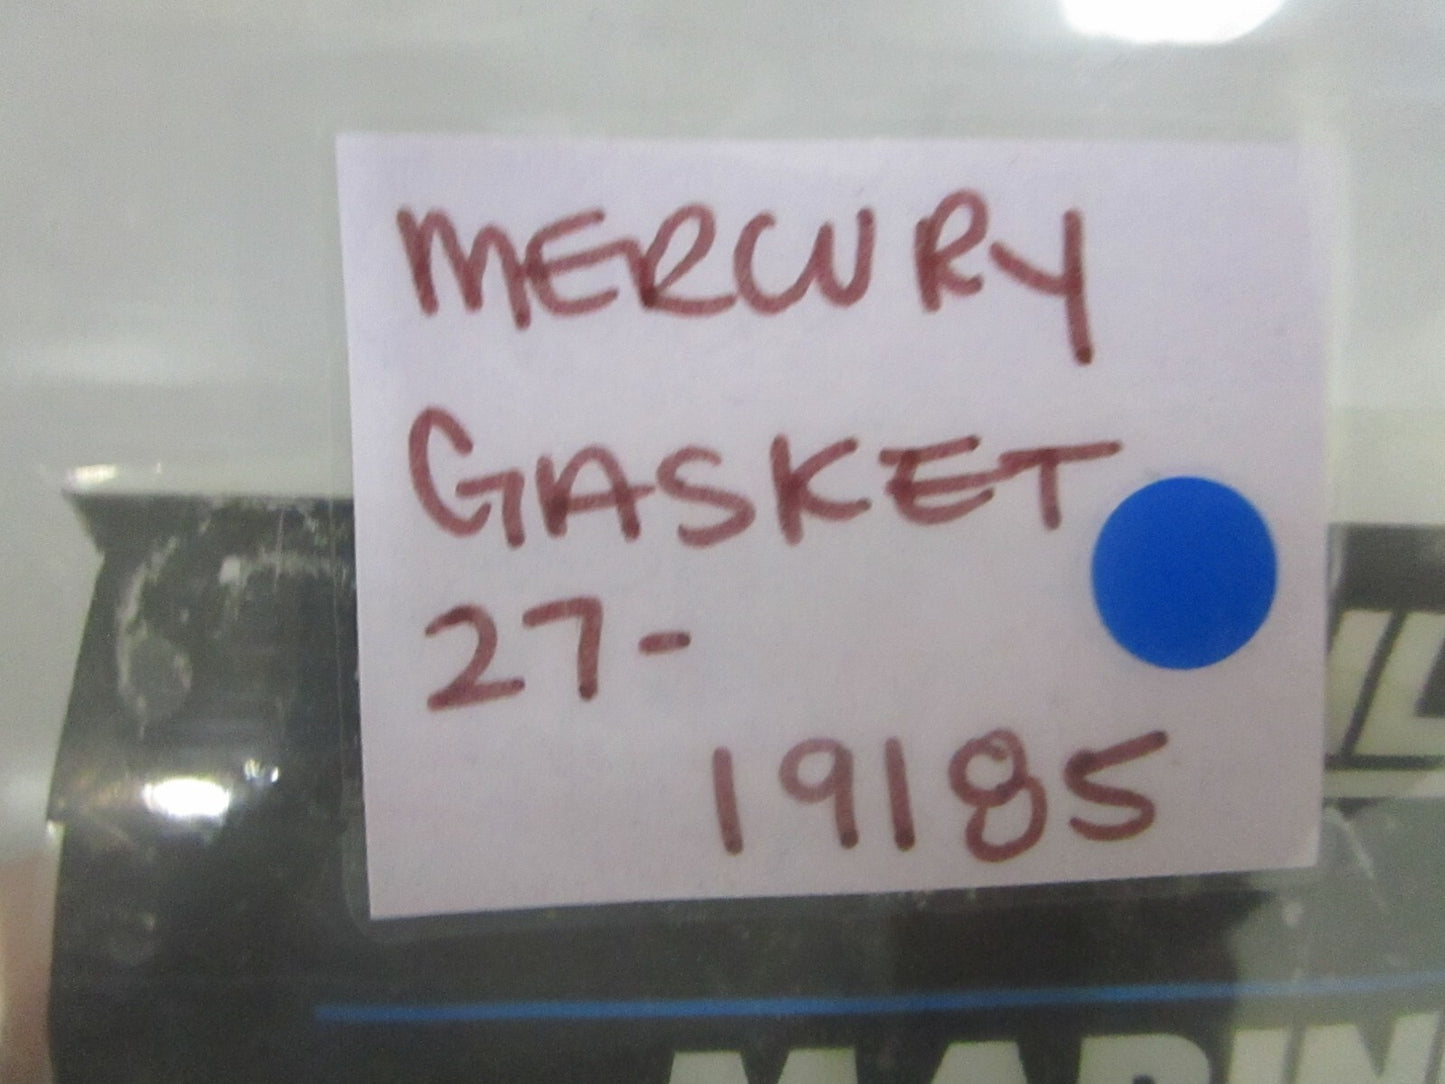 MERCURY
GASKET
27-
19185